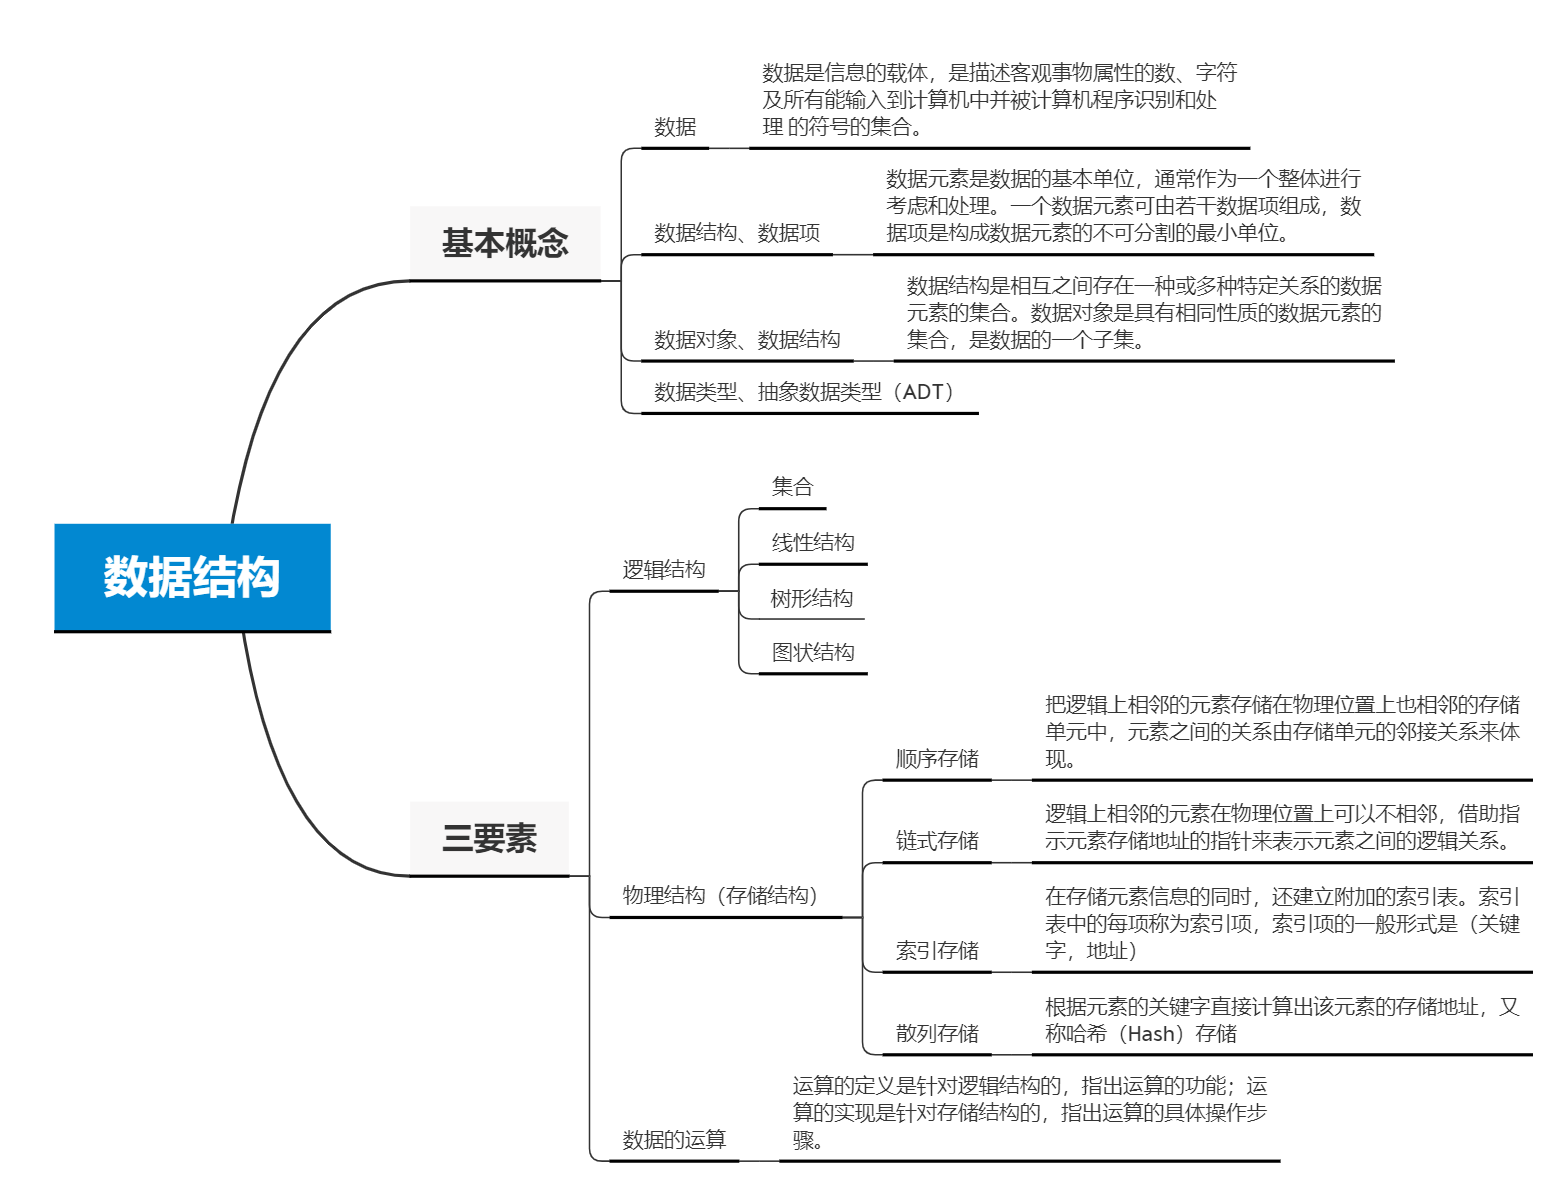 数据结构
基本概念
数据
数据是信息的载体，是描述客观事物属性的数、字符
及所有能输入到计算机中并被计算机程序识别和处
理 的符号的集合。
数据结构、数据项
数据元素是数据的基本单位，通常作为一个整体进行
考虑和处理。一个数据元素可由若干数据项组成，数
据项是构成数据元素的不可分割的最小单位。
数据对象、数据结构
数据结构是相互之间存在一种或多种特定关系的数据
元素的集合。数据对象是具有相同性质的数据元素的
集合，是数据的一个子集。
数据类型、抽象数据类型（ADT）
三要素
逻辑结构
集合
线性结构
树形结构
图状结构
物理结构（存储结构）
顺序存储
把逻辑上相邻的元素存储在物理位置上也相邻的存储
单元中，元素之间的关系由存储单元的邻接关系来体
现。
链式存储
逻辑上相邻的元素在物理位置上可以不相邻，借助指
示元素存储地址的指针来表示元素之间的逻辑关系。
索引存储
在存储元素信息的同时，还建立附加的索引表。索引
表中的每项称为索引项，索引项的一般形式是（关键
字，地址）
散列存储
根据元素的关键字直接计算出该元素的存储地址，又
称哈希（Hash）存储
数据的运算
运算的定义是针对逻辑结构的，指出运算的功能；运
算的实现是针对存储结构的，指出运算的具体操作步
骤。